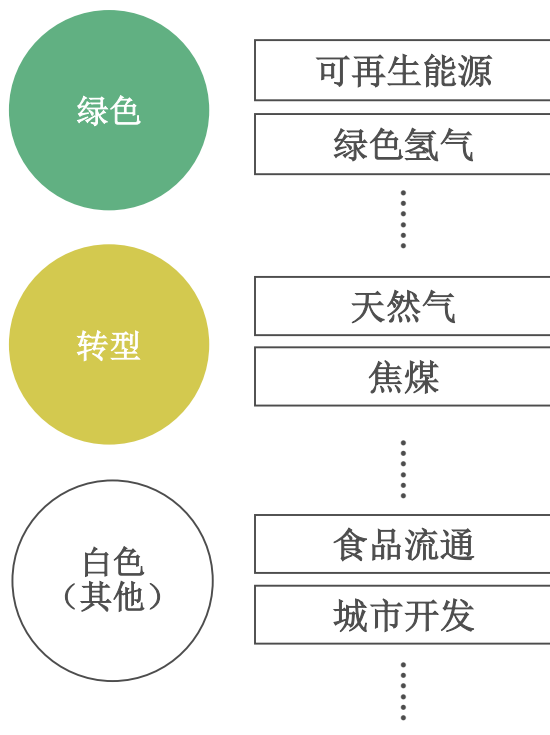 绿色
可再生能源
绿色氢气
转型
天然气
焦煤
白色
（其他）
食品流通
城市开发